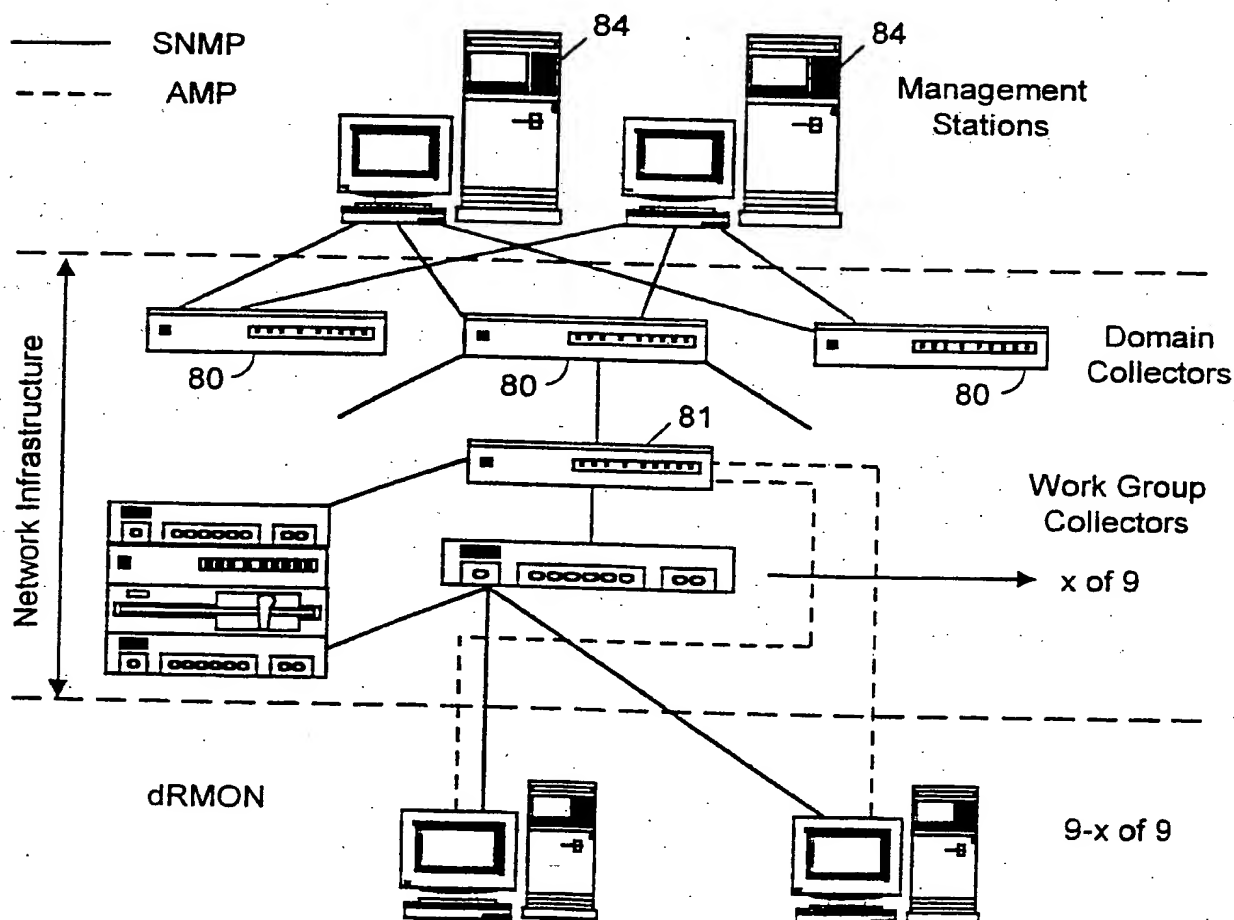 SNMP
AMP
84
84
Management
Stations
Network Infrastructure
80
80
80
Domain
Collectors
81
Work Group
Collectors
x of 9
dRMON
9-x of 9